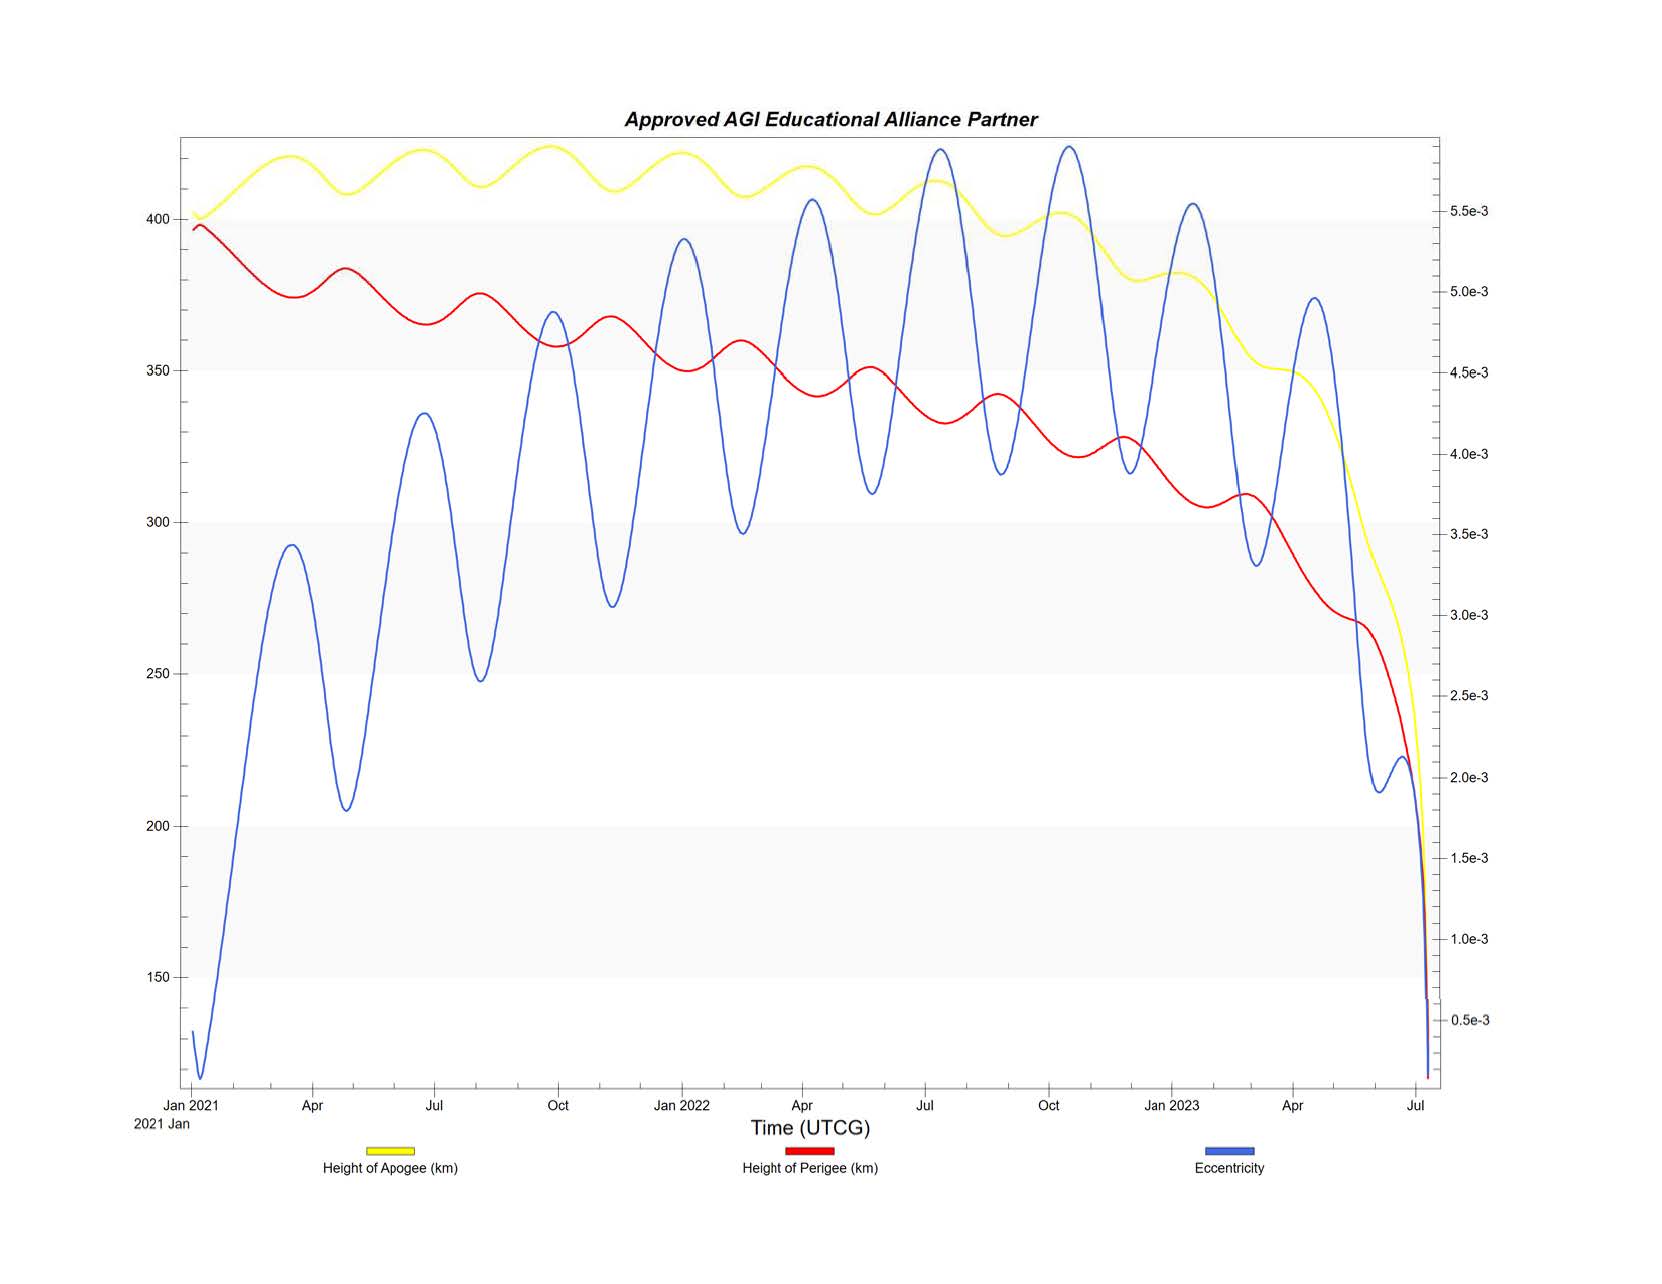 Approved AGI Educational Alliance Partner
400
350
300
250
200
150
5.5e-3
5.0e-3
4.5e-3
4.0e-3
3.5e-3
3.0e-3
2.5e-3
2.0e-3
1.5e-3
1.0e-3
0.5e-3
Jan 2021 Apr Jul Oct Jan 2022 Apr Jul Oct Jan 2023 Apr Jul
2021 Jan
Time (UTCG)
Height of Apogee (km) Height of Perigee (km) Eccentricity